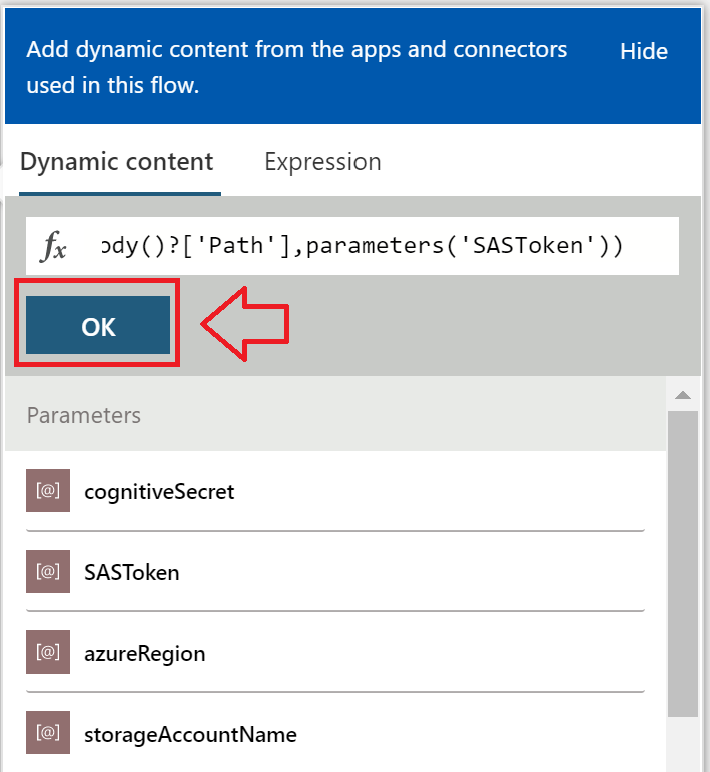 Add dynamic content from the apps and connectors
used in this flow.
Hide
Dynamic content
Expression
fx
ody()?['Path'],parameters('SASToken'))
OK
Parameters
[@] cognitiveSecret
[@] SASToken
[@] azureRegion
[@] storageAccountName